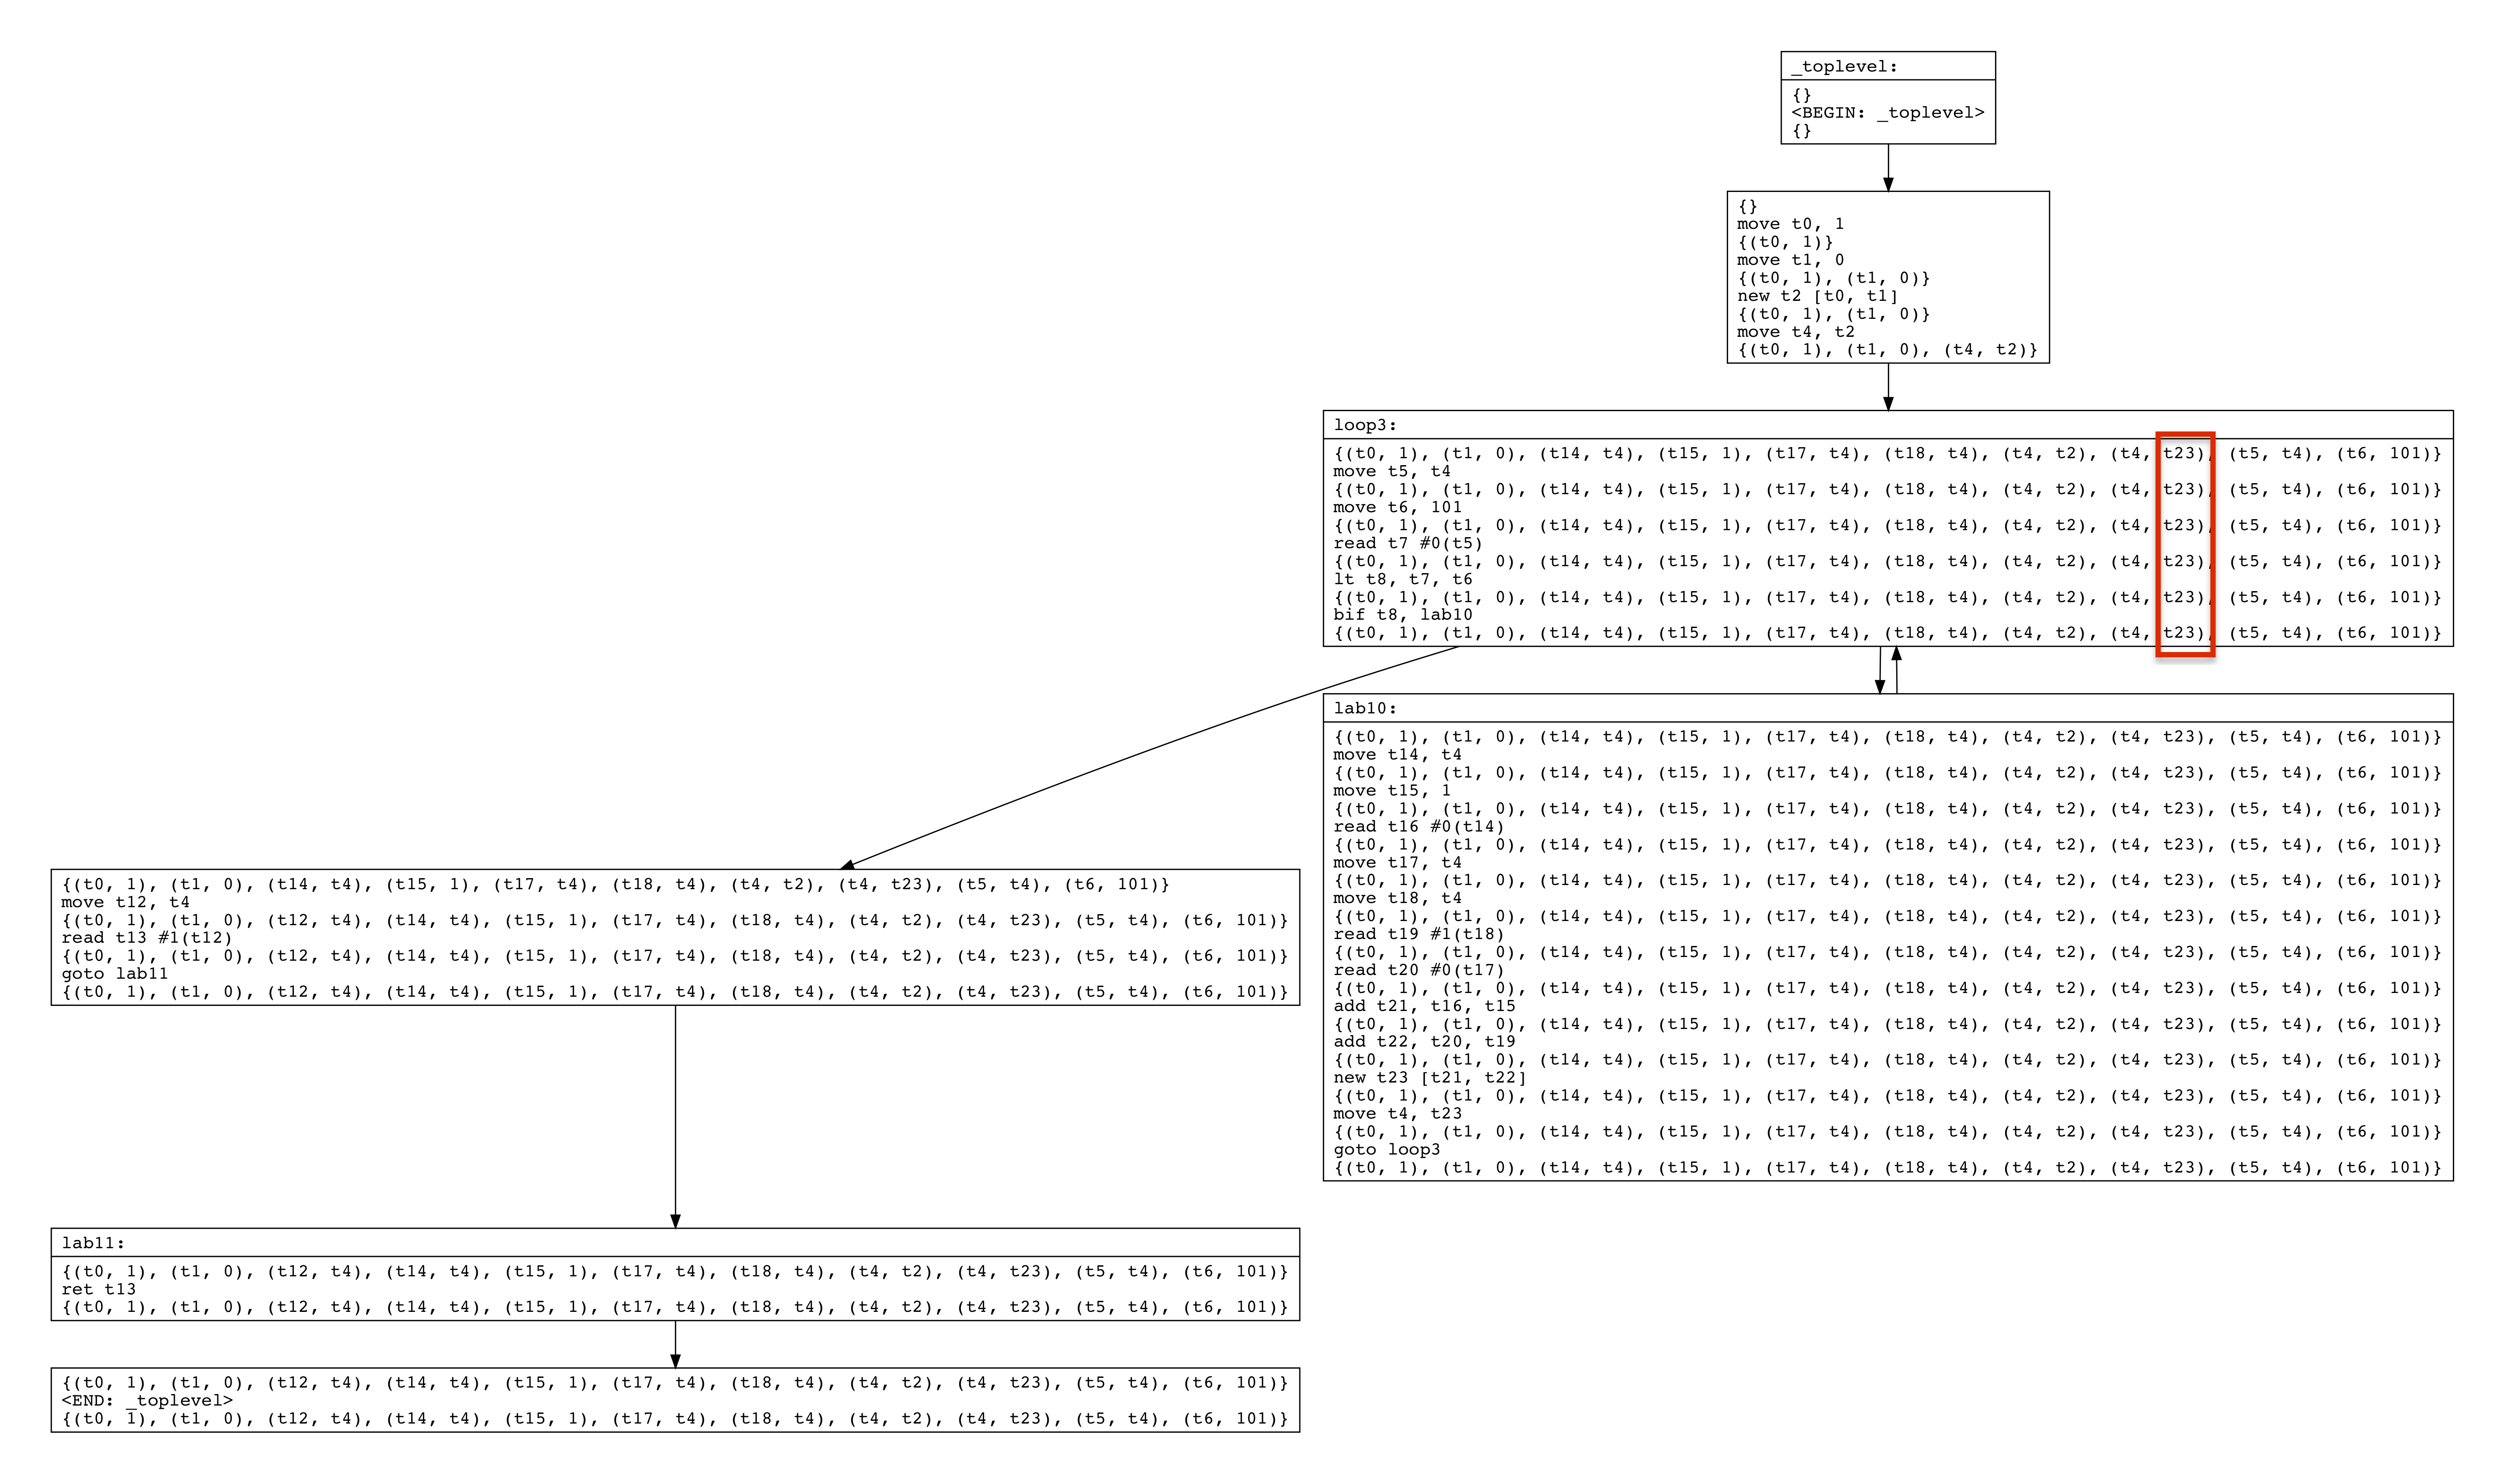 _toplevel:
{}
<BEGIN: _toplevel>
{}
{}
move t0, 1
{(t0, 1)}
move t1, 0
{(t0, 1), (t1, 0)}
new t2 [t0, t1]
{(t0, 1), (t1, 0)}
move t4, t2
{(t0, 1), (t1, 0), (t4, t2)}
loop3:
{(t0, 1), (t1, 0), (t14, t4), (t15, 1), (t17, t4), (t18, t4), (t4, t2), (t4, t23), (t5, t4), (t6, 101)}
move t5, t4
{(t0, 1), (t1, 0), (t14, t4), (t15, 1), (t17, t4), (t18, t4), (t4, t2), (t4, t23), (t5, t4), (t6, 101)}
move t6, 101
{(t0, 1), (t1, 0), (t14, t4), (t15, 1), (t17, t4), (t18, t4), (t4, t2), (t4, t23), (t5, t4), (t6, 101)}
read t7 #0(t5)
{(t0, 1), (t1, 0), (t14, t4), (t15, 1), (t17, t4), (t18, t4), (t4, t2), (t4, t23), (t5, t4), (t6, 101)}
lt t8, t7, t6
{(t0, 1), (t1, 0), (t14, t4), (t15, 1), (t17, t4), (t18, t4), (t4, t2), (t4, t23), (t5, t4), (t6, 101)}
bif t8, lab10
{(t0, 1), (t1, 0), (t14, t4), (t15, 1), (t17, t4), (t18, t4), (t4, t2), (t4, t23), (t5, t4), (t6, 101)}
lab10:
{(t0, 1), (t1, 0), (t14, t4), (t15, 1), (t17, t4), (t18, t4), (t4, t2), (t4, t23), (t5, t4), (t6, 101)}
move t14, t4
{(t0, 1), (t1, 0), (t14, t4), (t15, 1), (t17, t4), (t18, t4), (t4, t2), (t4, t23), (t5, t4), (t6, 101)}
move t15, 1
{(t0, 1), (t1, 0), (t14, t4), (t15, 1), (t17, t4), (t18, t4), (t4, t2), (t4, t23), (t5, t4), (t6, 101)}
read t16 #0(t14)
{(t0, 1), (t1, 0), (t14, t4), (t15, 1), (t17, t4), (t18, t4), (t4, t2), (t4, t23), (t5, t4), (t6, 101)}
move t17, t4
{(t0, 1), (t1, 0), (t14, t4), (t15, 1), (t17, t4), (t18, t4), (t4, t2), (t4, t23), (t5, t4), (t6, 101)}
move t18, t4
{(t0, 1), (t1, 0), (t14, t4), (t15, 1), (t17, t4), (t18, t4), (t4, t2), (t4, t23), (t5, t4), (t6, 101)}
read t19 #1(t18)
{(t0, 1), (t1, 0), (t14, t4), (t15, 1), (t17, t4), (t18, t4), (t4, t2), (t4, t23), (t5, t4), (t6, 101)}
read t20 #0(t17)
{(t0, 1), (t1, 0), (t14, t4), (t15, 1), (t17, t4), (t18, t4), (t4, t2), (t4, t23), (t5, t4), (t6, 101)}
add t21, t16, t15
{(t0, 1), (t1, 0), (t14, t4), (t15, 1), (t17, t4), (t18, t4), (t4, t2), (t4, t23), (t5, t4), (t6, 101)}
add t22, t20, t19
{(t0, 1), (t1, 0), (t14, t4), (t15, 1), (t17, t4), (t18, t4), (t4, t2), (t4, t23), (t5, t4), (t6, 101)}
new t23 [t21, t22]
{(t0, 1), (t1, 0), (t14, t4), (t15, 1), (t17, t4), (t18, t4), (t4, t2), (t4, t23), (t5, t4), (t6, 101)}
move t4, t23
{(t0, 1), (t1, 0), (t14, t4), (t15, 1), (t17, t4), (t18, t4), (t4, t2), (t4, t23), (t5, t4), (t6, 101)}
goto loop3
{(t0, 1), (t1, 0), (t14, t4), (t15, 1), (t17, t4), (t18, t4), (t4, t2), (t4, t23), (t5, t4), (t6, 101)}
{(t0, 1), (t1, 0), (t14, t4), (t15, 1), (t17, t4), (t18, t4), (t4, t2), (t4, t23), (t5, t4), (t6, 101)}
move t12, t4
{(t0, 1), (t1, 0), (t12, t4), (t14, t4), (t15, 1), (t17, t4), (t18, t4), (t4, t2), (t4, t23), (t5, t4), (t6, 101)}
read t13 #1(t12)
{(t0, 1), (t1, 0), (t12, t4), (t14, t4), (t15, 1), (t17, t4), (t18, t4), (t4, t2), (t4, t23), (t5, t4), (t6, 101)}
goto lab11
{(t0, 1), (t1, 0), (t12, t4), (t14, t4), (t15, 1), (t17, t4), (t18, t4), (t4, t2), (t4, t23), (t5, t4), (t6, 101)}
lab11:
{(t0, 1), (t1, 0), (t12, t4), (t14, t4), (t15, 1), (t17, t4), (t18, t4), (t4, t2), (t4, t23), (t5, t4), (t6, 101)}
ret t13
{(t0, 1), (t1, 0), (t12, t4), (t14, t4), (t15, 1), (t17, t4), (t18, t4), (t4, t2), (t4, t23), (t5, t4), (t6, 101)}
{(t0, 1), (t1, 0), (t12, t4), (t14, t4), (t15, 1), (t17, t4), (t18, t4), (t4, t2), (t4, t23), (t5, t4), (t6, 101)}
<END: _toplevel>
{(t0, 1), (t1, 0), (t12, t4), (t14, t4), (t15, 1), (t17, t4), (t18, t4), (t4, t2), (t4, t23), (t5, t4), (t6, 101)}